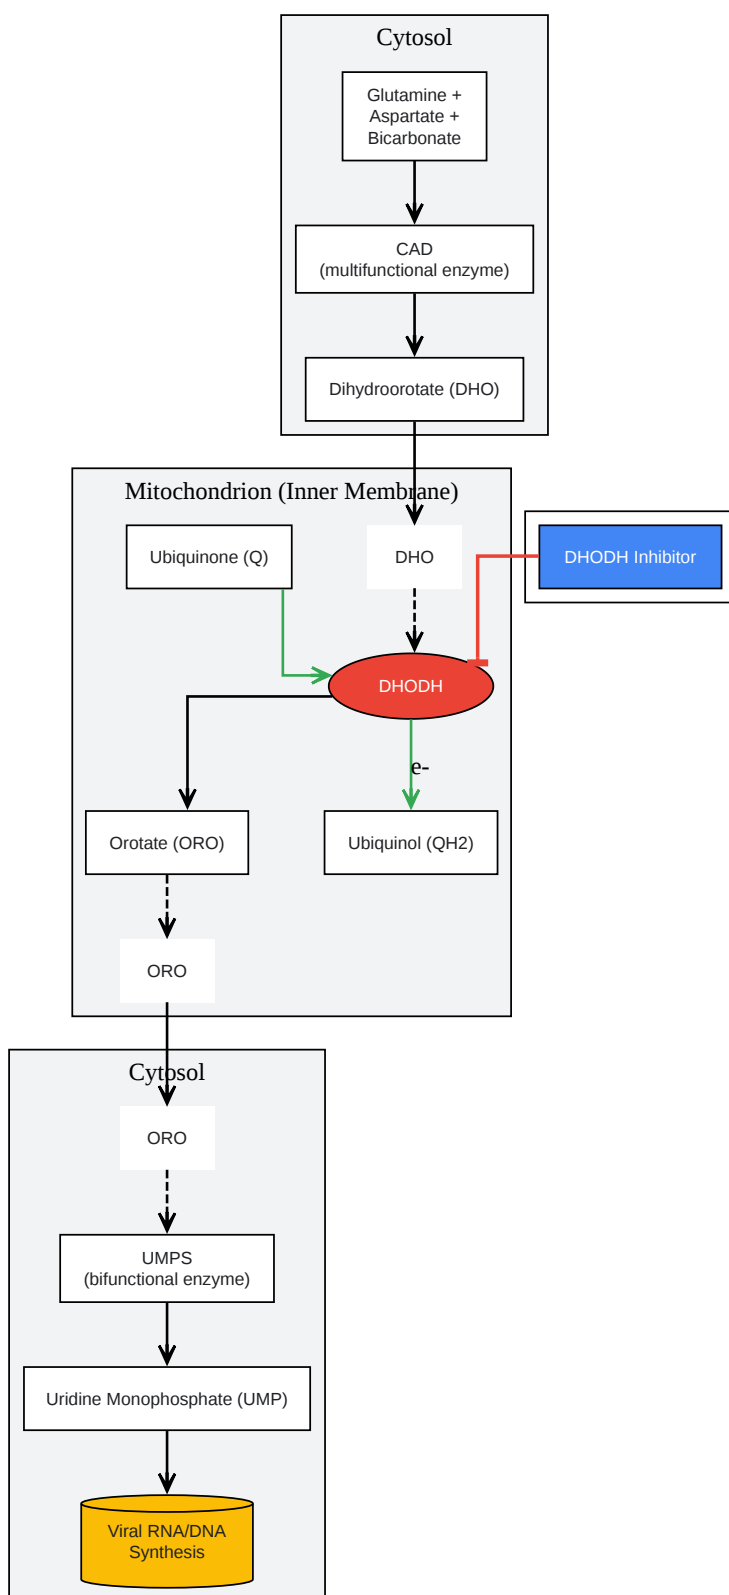 Cytosol
Glutamine +
Aspartate +
Bicarbonate
CAD
(multifunctional enzyme)
Dihydroorotate (DHO)
Mitochondrion (Inner Membrane)
Ubiquinone (Q)
DHO
DHODH Inhibitor
DHODH
e-
Orotate (ORO)
Ubiquinol (QH2)
ORO
Cytosol
ORO
UMPS
(bifunctional enzyme)
Uridine Monophosphate (UMP)
Viral RNA/DNA
Synthesis